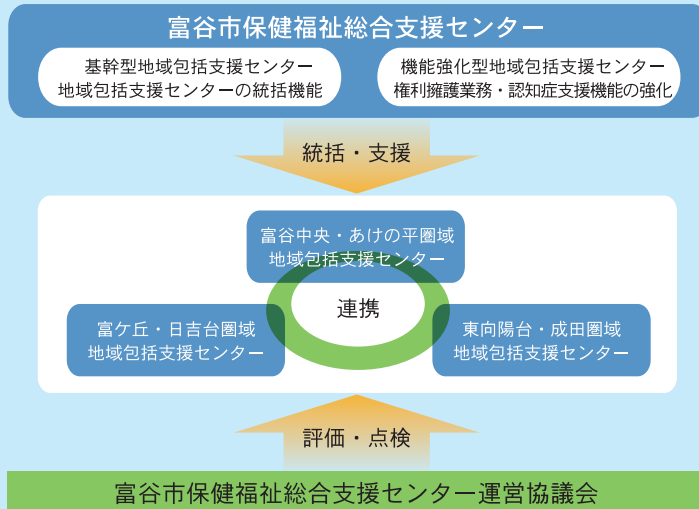 富谷市保健福祉総合支援センター
基幹型地域包括支援センター
地域包括支援センターの統括機能
機能強化型地域包括支援センター
権利擁護業務・認知症支援機能の強化
統括・支援
富谷中央・あけの平圏域
地域包括支援センター
連携
富ケ丘・日吉台圏域
地域包括支援センター
東向陽台・成田圏域
地域包括支援センター
評価・点検
富谷市保健福祉総合支援センター運営協議会